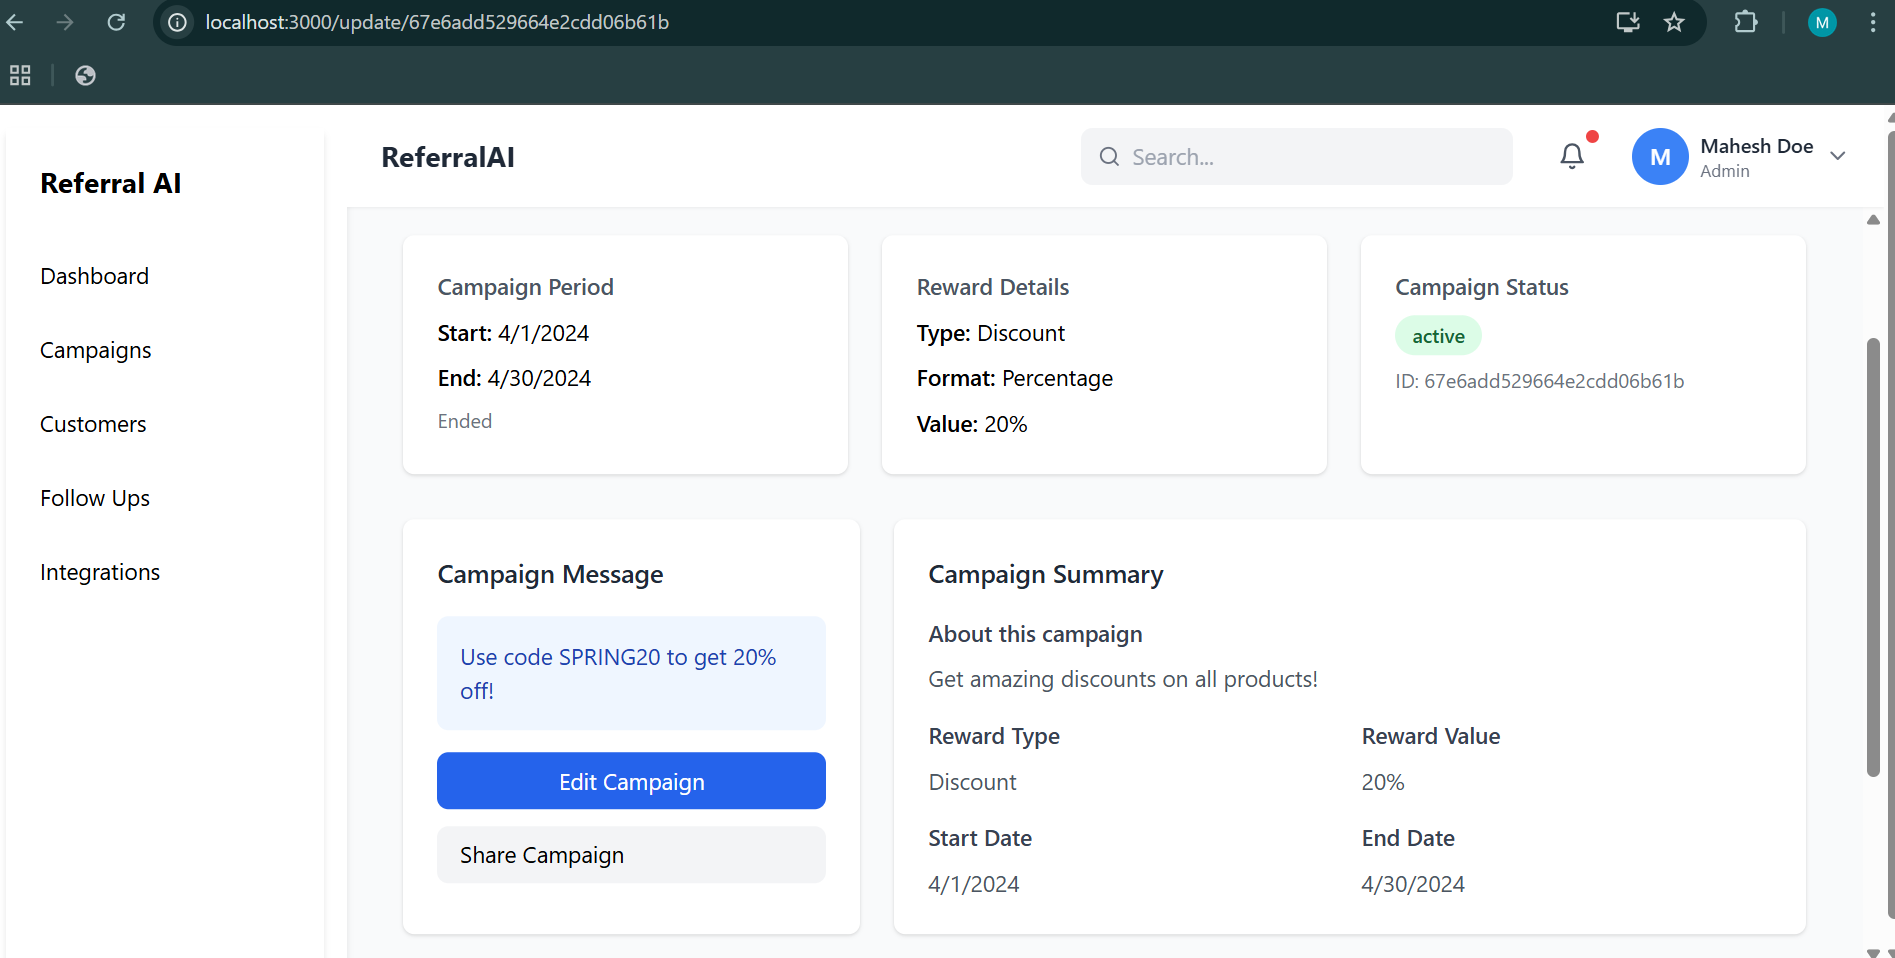 localhost:3000/update/67e6add529664e2cdd06b61b
M
Referral AI
Dashboard
Campaigns
Customers
Follow Ups
Integrations
ReferralAI
Search...
M
Mahesh Doe
Admin
Campaign Period
Start: 4/1/2024
End: 4/30/2024
Ended
Reward Details
Type: Discount
Format: Percentage
Value: 20%
Campaign Status
active
ID: 67e6add529664e2cdd06b61b
Campaign Message
Use code SPRING20 to get 20%
off!
Edit Campaign
Share Campaign
Campaign Summary
About this campaign
Get amazing discounts on all products!
Reward Type
Discount
Reward Value
20%
Start Date
4/1/2024
End Date
4/30/2024